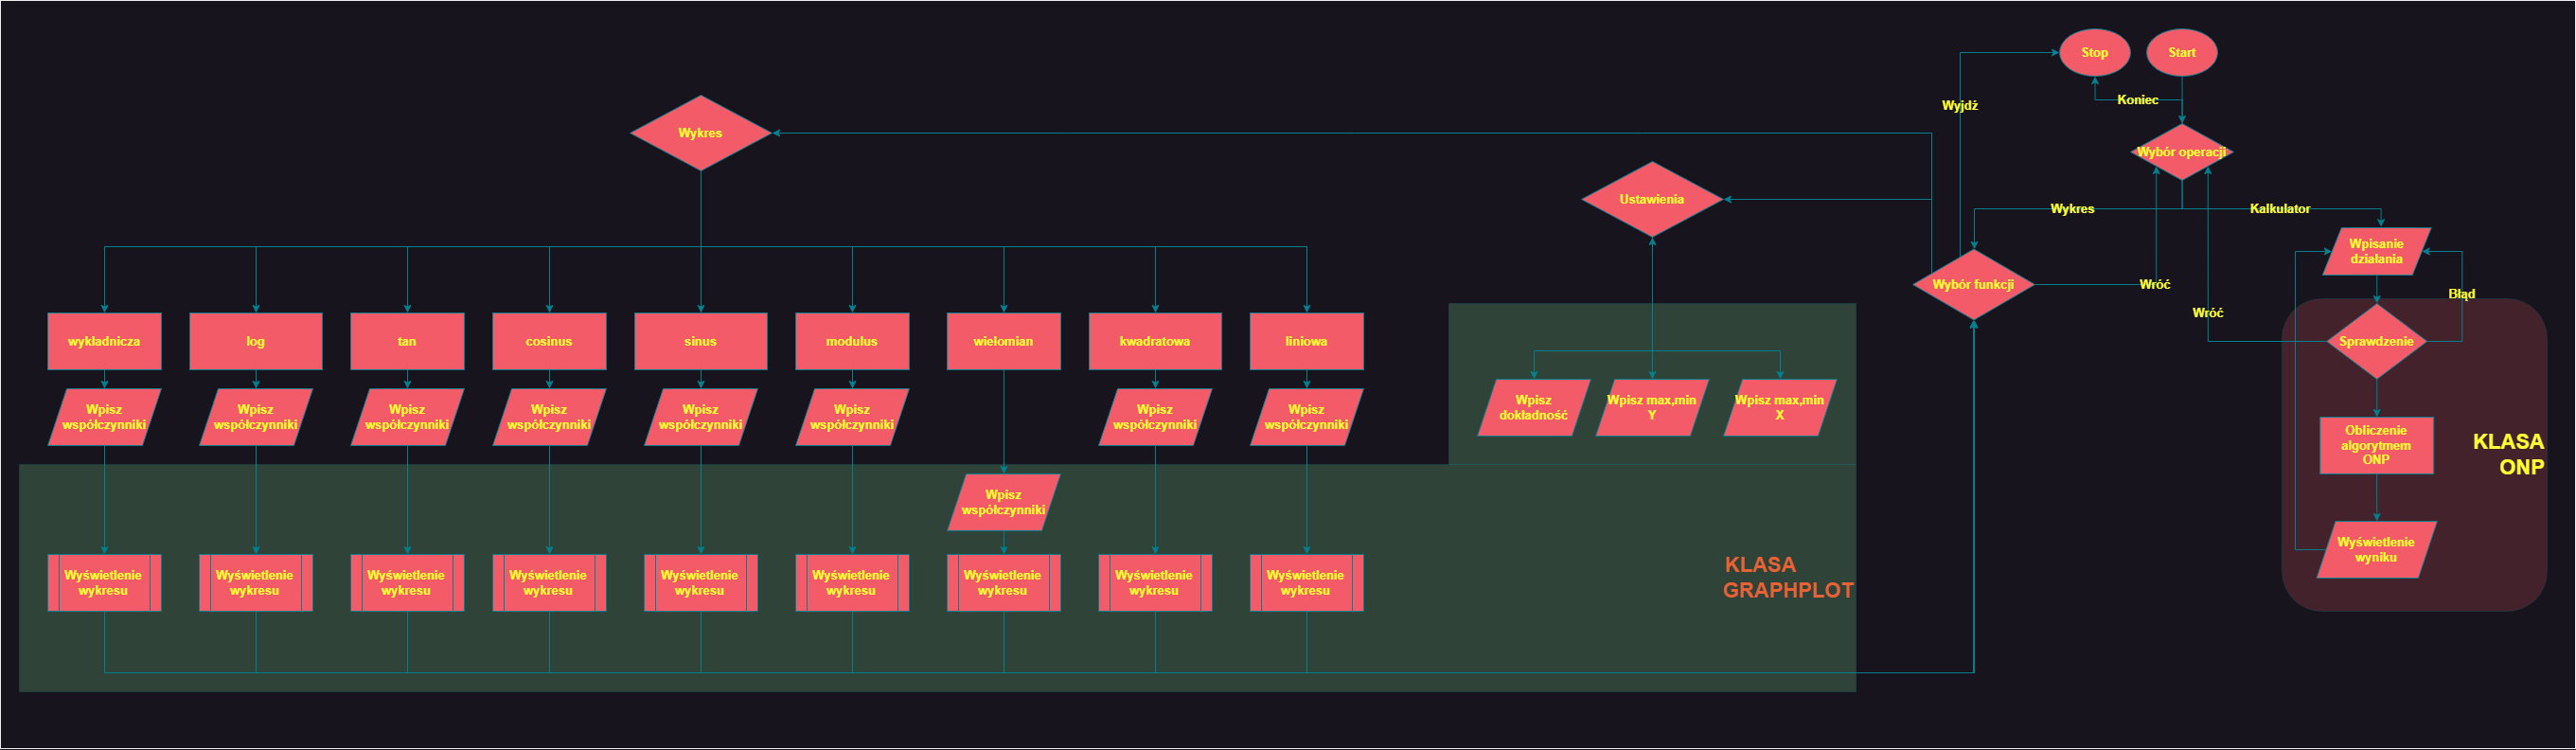 Stop
Start
Koniec
Wyjdź
Wykres
Wybór operacji
Ustawienia
Wykres
Kalkulator
Wpisanie
działania
Wybór funkcji
Wróć
Błąd
Wróć
Sprawdzenie
wykładnicza
log
tan
cosinus
sinus
modulus
wielomian
kwadratowa
liniowa
Wpisz
współczynniki
Wpisz
współczynniki
Wpisz
współczynniki
Wpisz
współczynniki
Wpisz
współczynniki
Wpisz
współczynniki
Wpisz
współczynniki
Wpisz
współczynniki
Wpisz
dokładność
Wpisz max,min
Y
Wpisz max,min
X
Obliczenie
algorytmem
ONP
KLASA
ONP
Wpisz
współczynniki
Wyświetlenie
wyniku
Wyświetlenie
wykresu
Wyświetlenie
wykresu
Wyświetlenie
wykresu
Wyświetlenie
wykresu
Wyświetlenie
wykresu
Wyświetlenie
wykresu
Wyświetlenie
wykresu
Wyświetlenie
wykresu
Wyświetlenie
wykresu
KLASA
GRAPHPLOT